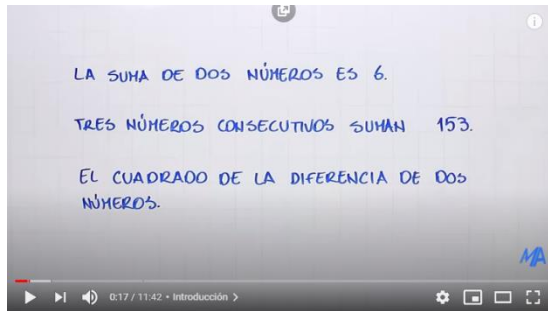 LA SUMA DE DOS NÚMEROS ES 6.
TRES NÚMEROS CONSECUTIVOS SUMAN 153.
EL CUADRADO DE LA DIFERENCIA DE DOS
NÚMEROS.
MA
0:17 / 11:42 • Introducción >